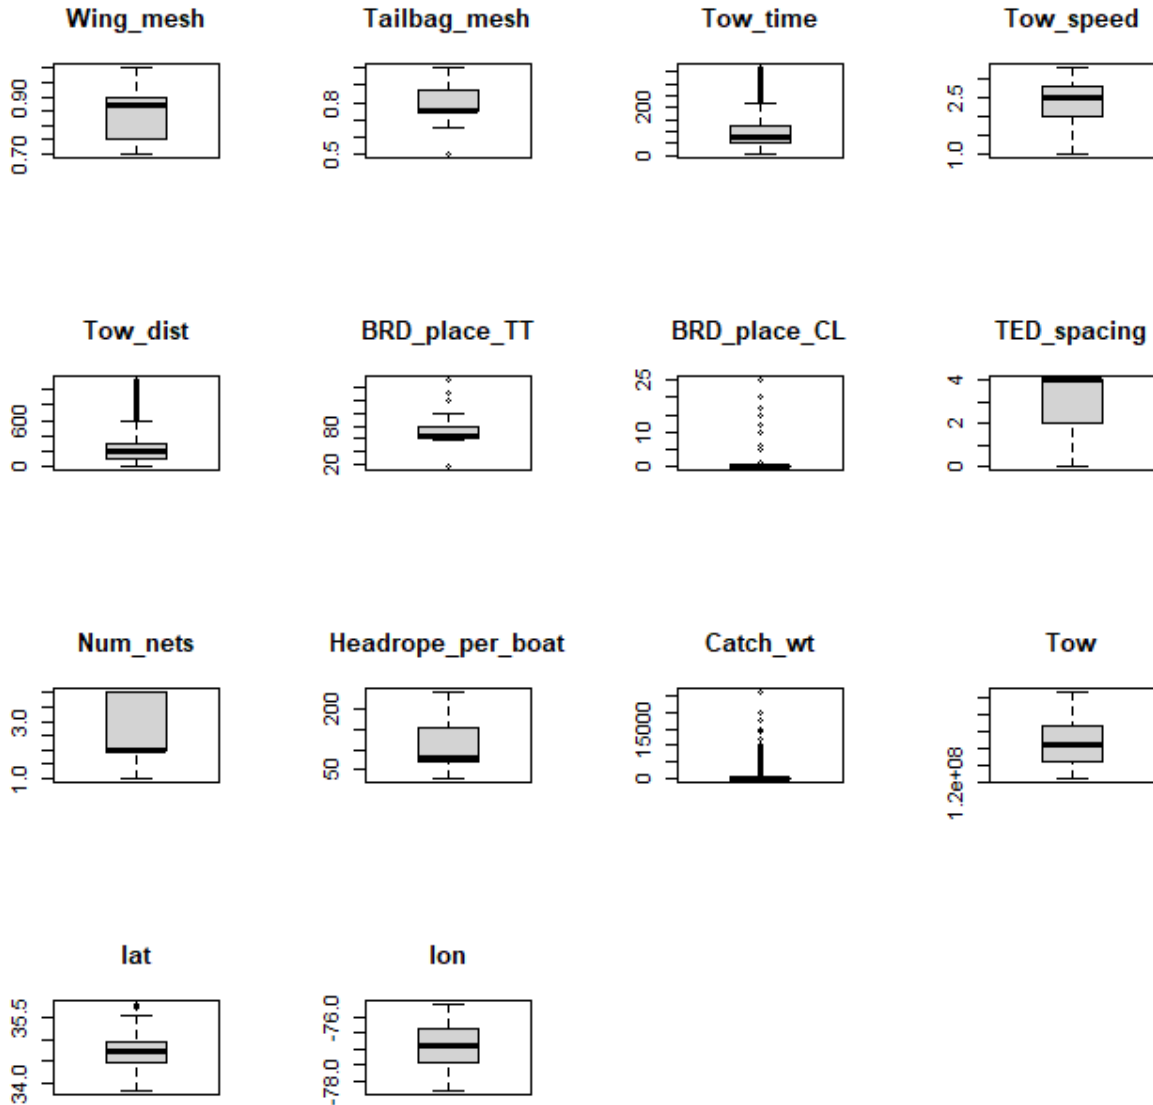 Wing_mesh Tailbag_mesh Tow_time Tow_speed
0.70 0.90 0.5 0.8 0 200 1.0 2.5
Tow_dist BRD_place_TT BRD_place_CL TED_spacing
0 600 20 80 0 10 25 0 2 4
Num_nets Headrope_per_boat Catch_wt Tow
1.0 3.0 50 200 0 15000 1.2e+08
lat lon
34.0 35.5 -78.0 -76.0